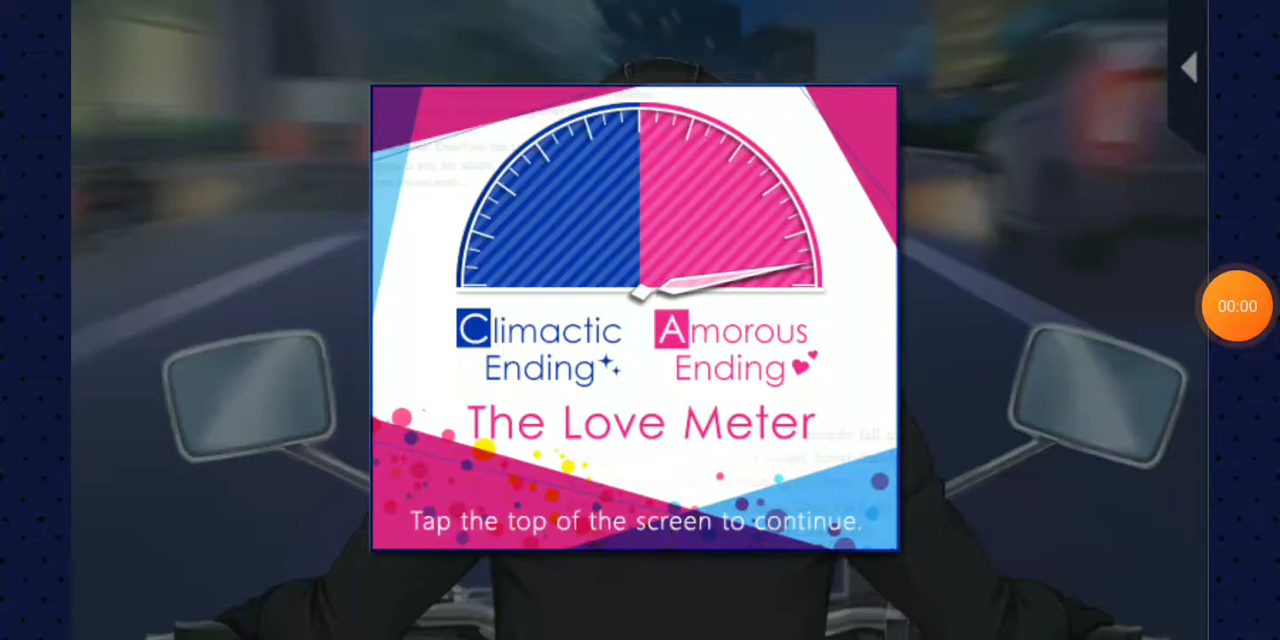 Climactic
Ending
Amorous
Ending
The Love Meter
Tap the top of the screen to continue.
00:00